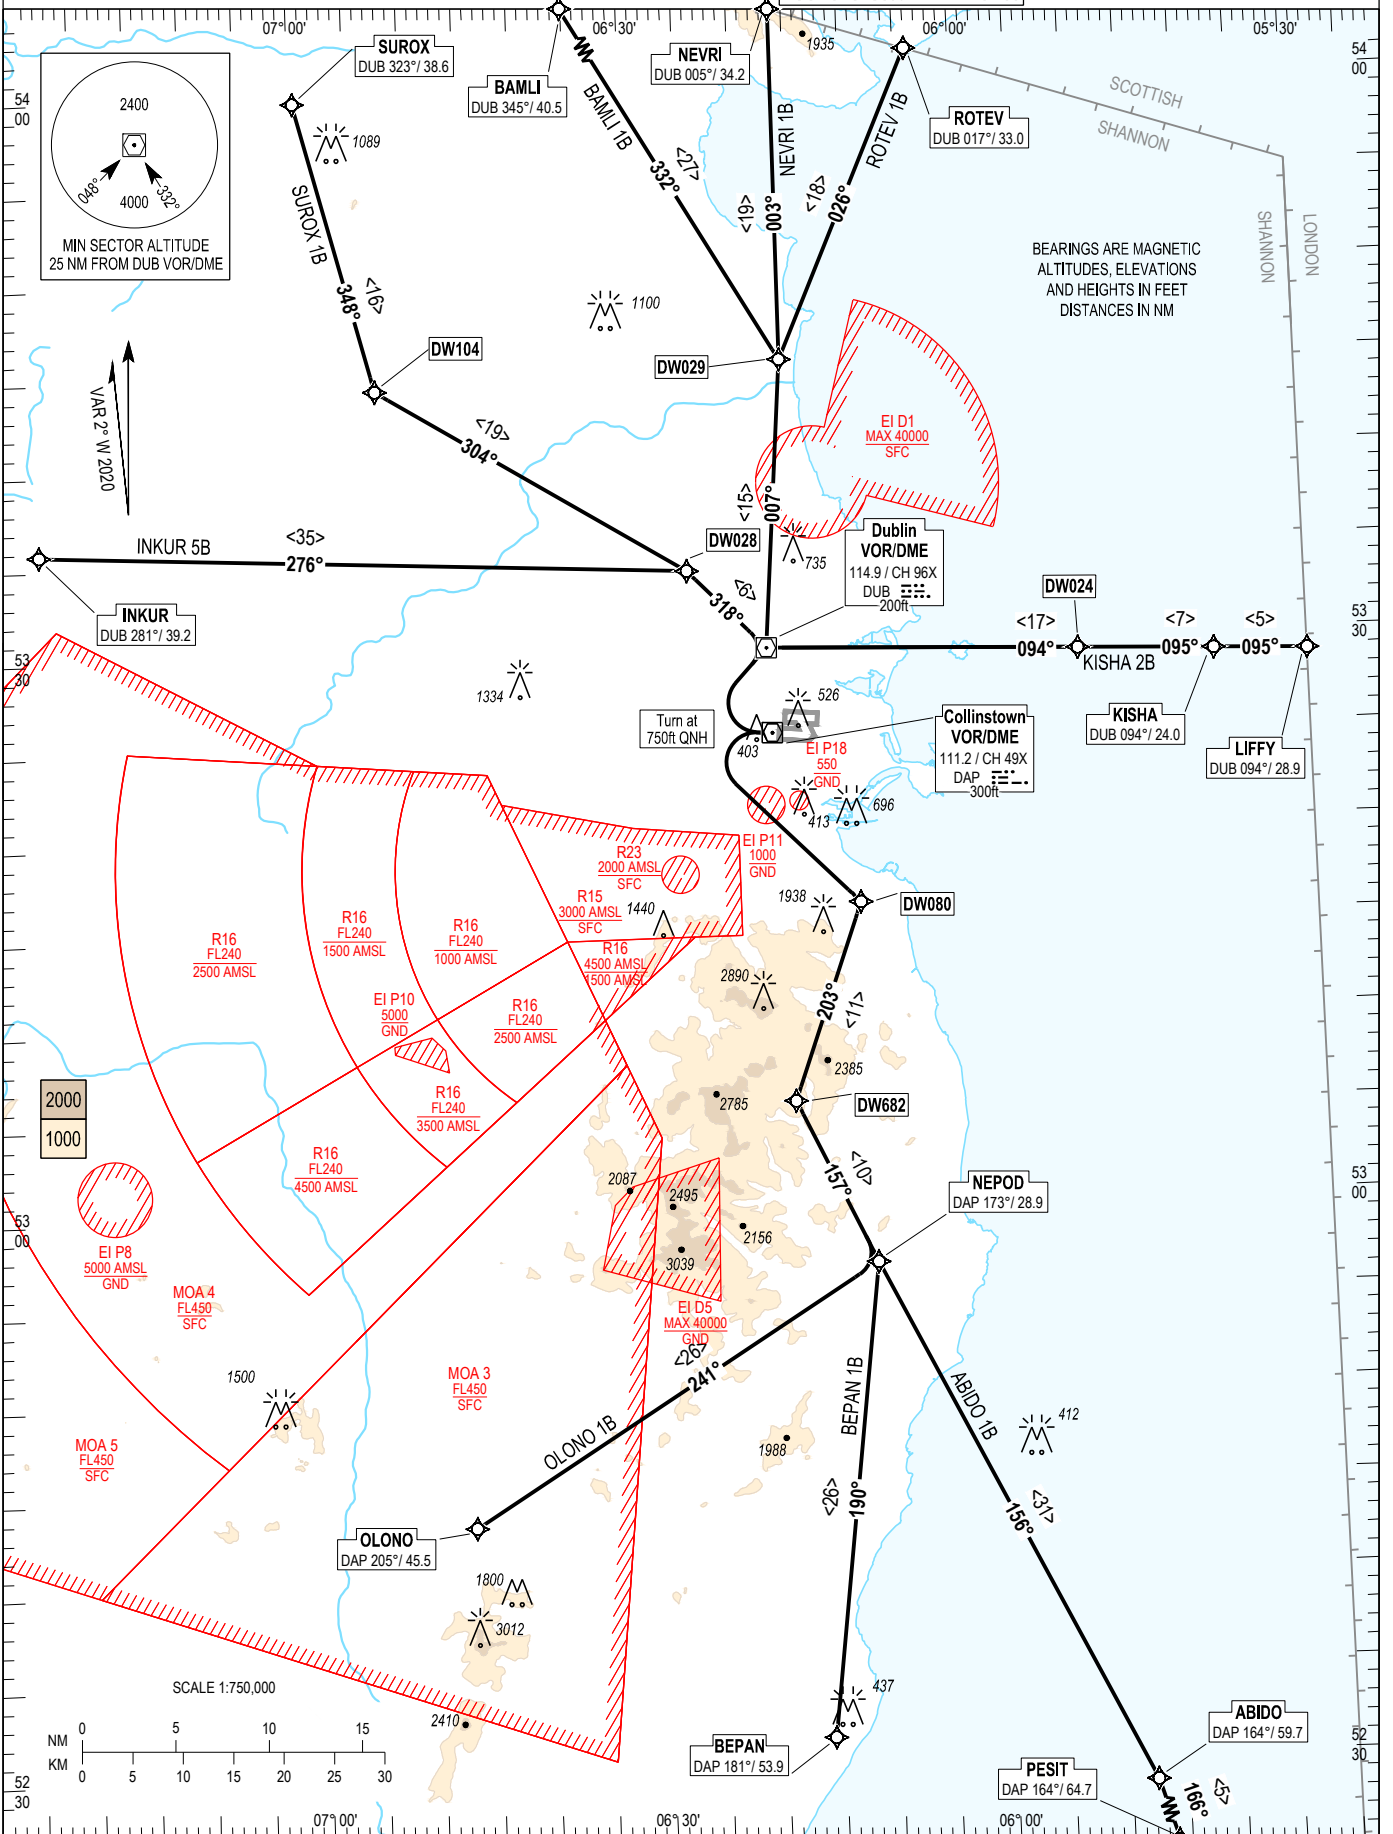 07°00'
06°30'
06°00'
05°30'
54
00
54
00
SUROX
DUB 323°/ 38.6
BAMLI
DUB 345°/ 40.5
NEVRI
DUB 005°/ 34.2
1935
ROTEV
DUB 017°/ 33.0
SCOTTISH
SHANNON
SHANNON
LONDON
2400
048°
332°
4000
MIN SECTOR ALTITUDE
25 NM FROM DUB VOR/DME
1089
SUROX 1B
348°
<16>
BAMLI 1B
332°
<27>
NEVRI 1B
003°
<19>
ROTEV 1B
026°
<18>
BEARINGS ARE MAGNETIC
ALTITUDES, ELEVATIONS
AND HEIGHTS IN FEET
DISTANCES IN NM
1100
DW104
DW029
VAR 2° W 2020
<19>
304°
EI D1
MAX 40000
SFC
<15>
007°
INKUR 5B
<35>
276°
DW028
735
Dublin
VOR/DME
114.9 / CH 96X
DUB
200ft
INKUR
DUB 281°/ 39.2
<6>
318°
DW024
53
30
53
30
<17>
094°
KISHA 2B
<7>
095°
<5>
095°
1334
526
Turn at
750ft QNH
403
EI P18
550
GND
Collinstown
VOR/DME
111.2 / CH 49X
DAP
300ft
KISHA
DUB 094°/ 24.0
LIFFY
DUB 094°/ 28.9
413
696
EI P11
1000
GND
R23
2000 AMSL
SFC
R15
3000 AMSL
SFC
1440
1938
DW080
R16
FL240
2500 AMSL
R16
FL240
1500 AMSL
R16
FL240
1000 AMSL
R16
4500 AMSL
1500 AMSL
2890
EI P10
5000
GND
R16
FL240
2500 AMSL
203°
<11>
2385
2000
1000
R16
FL240
3500 AMSL
2785
DW682
R16
FL240
4500 AMSL
157°
<10>
NEPOD
DAP 173°/ 28.9
53
00
53
00
2087
2495
2156
3039
EI P8
5000 AMSL
GND
MOA 4
FL450
SFC
EI D5
MAX 40000
GND
<26>
241°
OLONO 1B
1500
MOA 3
FL450
SFC
MOA 5
FL450
SFC
BEPAN 1B
<26>
190°
ABIDO 1B
156°
<31>
412
1988
OLONO
DAP 205°/ 45.5
1800
3012
SCALE 1:750,000
NM 0 5 10 15
KM 0 5 10 15 20 25 30
2410
437
BEPAN
DAP 181°/ 53.9
ABIDO
DAP 164°/ 59.7
PESIT
DAP 164°/ 64.7
166°
<5>
52
30
52
30
07°00'
06°30'
06°00'